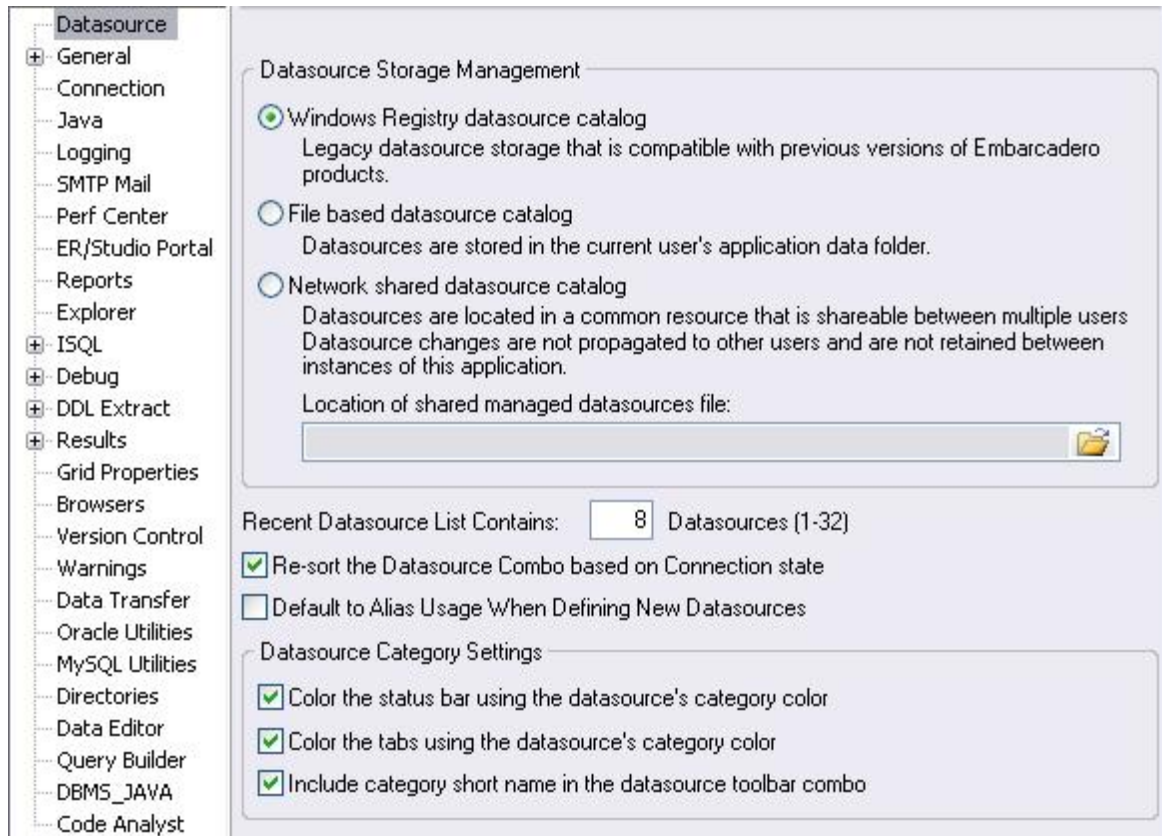 Datasource
General
Connection
Java
Logging
SMTP Mail
Perf Center
ER/Studio Portal
Reports
Explorer
ISQL
Debug
DDL Extract
Results
Grid Properties
Browsers
Version Control
Warnings
Data Transfer
Oracle Utilities
MySQL Utilities
Directories
Data Editor
Query Builder
DBMS_JAVA
Code Analyst
Datasource Storage Management
Windows Registry datasource catalog
Legacy datasource storage that is compatible with previous versions of Embarcadero
products.
File based datasource catalog
Datasources are stored in the current user's application data folder.
Network shared datasource catalog
Datasources are located in a common resource that is shareable between multiple users
Datasource changes are not propagated to other users and are not retained between
instances of this application.
Location of shared managed datasources file:
Recent Datasource List Contains: 8 Datasources (1-32)
Re-sort the Datasource Combo based on Connection state
Default to Alias Usage When Defining New Datasources
Datasource Category Settings
Color the status bar using the datasource's category color
Color the tabs using the datasource's category color
Include category short name in the datasource toolbar combo